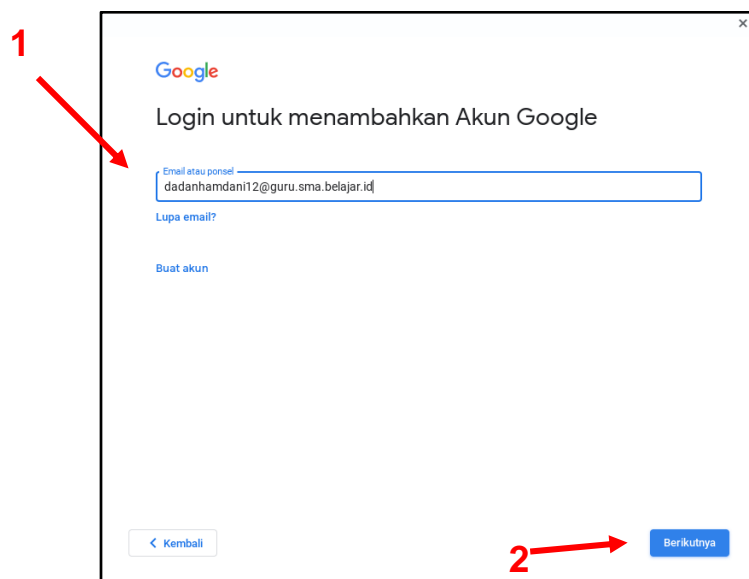 1
×
Google
Login untuk menambahkan Akun Google
Email atau ponsel
dadanhamdani12@guru.sma.belajar.id
Lupa email?
Buat akun
Kembali
2
Berikutnya